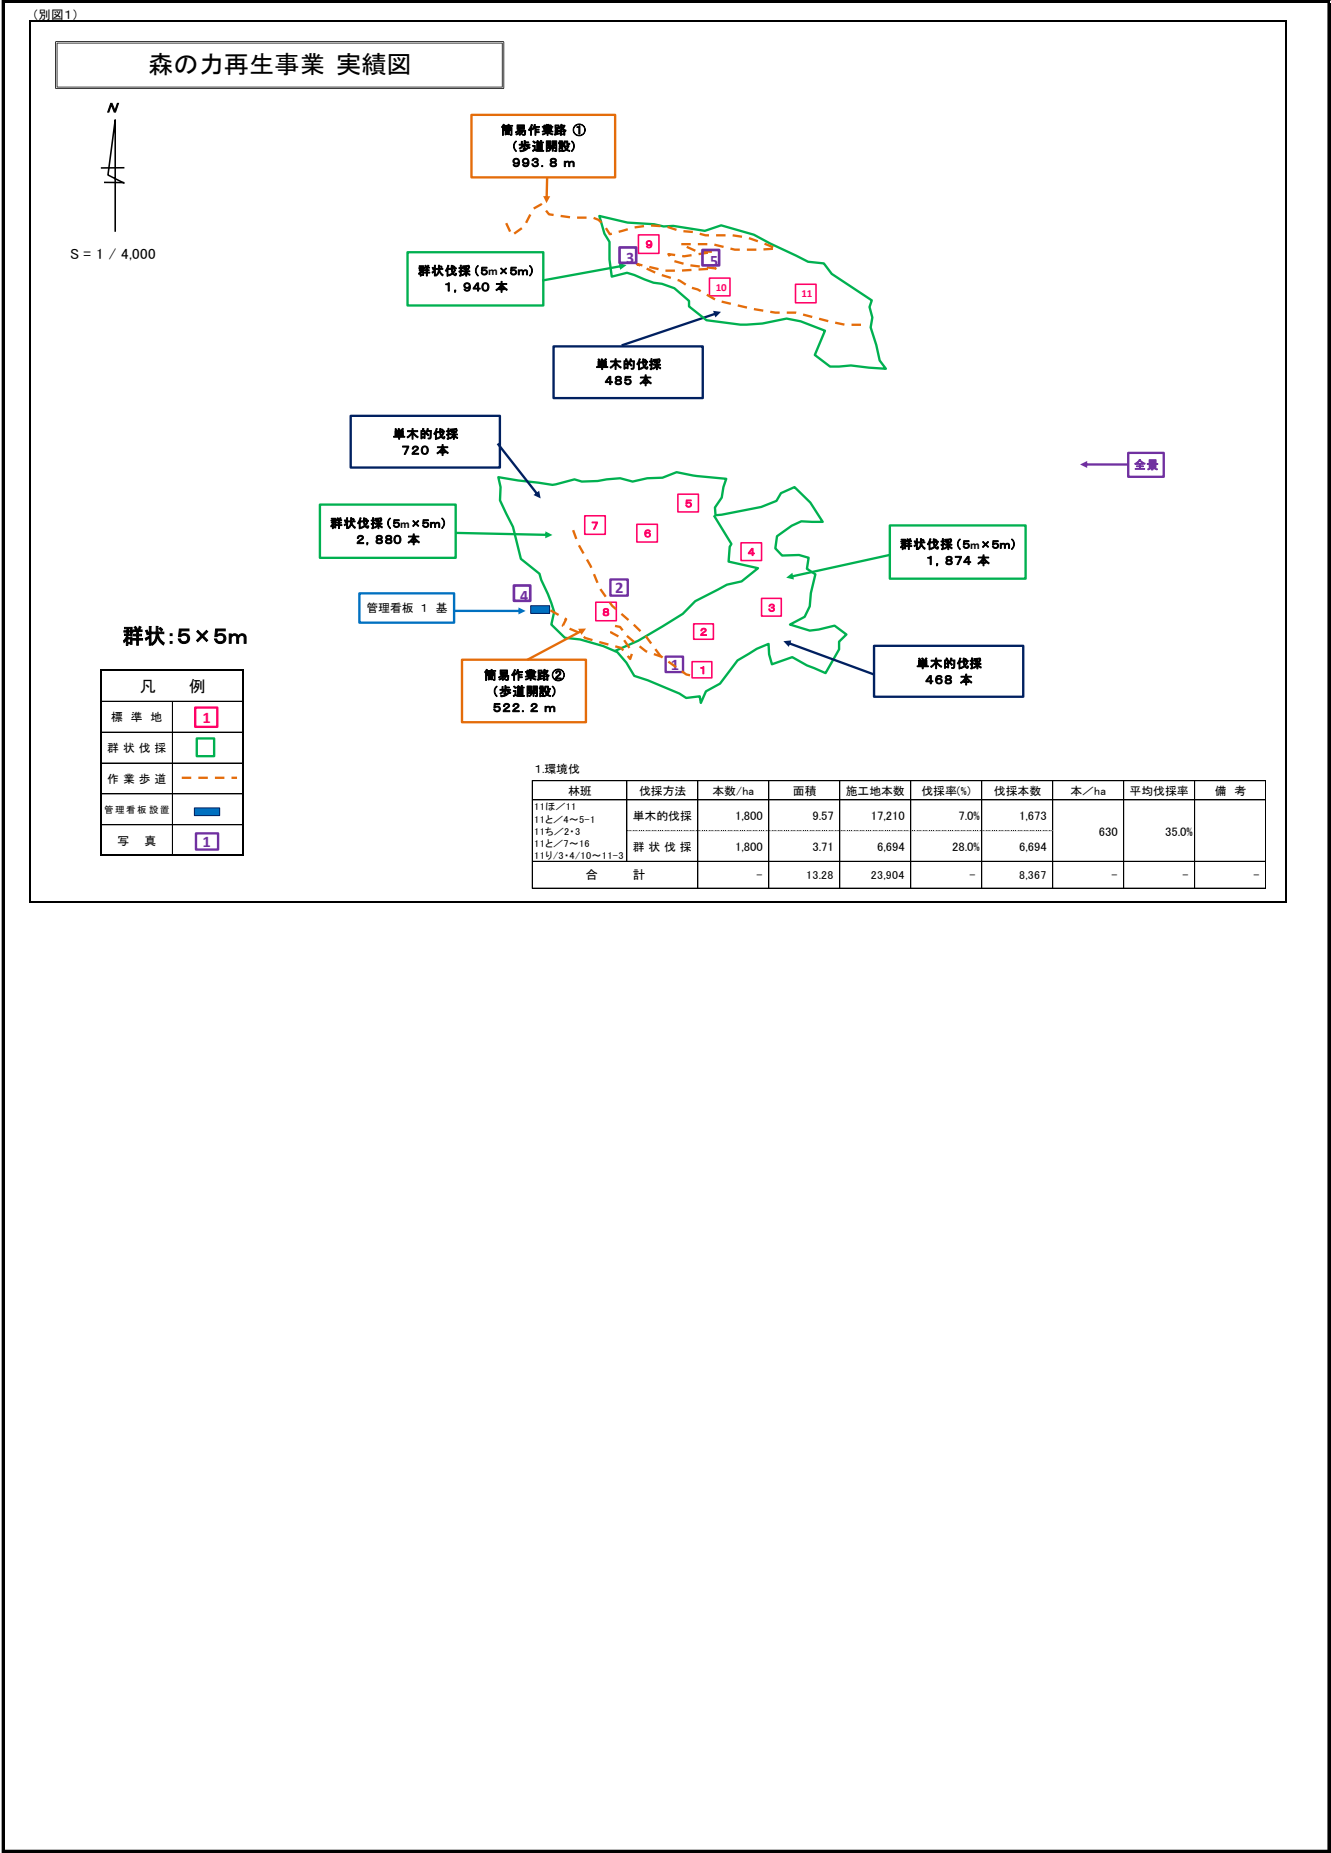 （別図1）
森の力再生事業 実績図
N
S = 1 / 4,000
簡易作業路 ①
（歩道開設）
993. 8 m
群状伐採（5m×5m）
1, 940 本
9
3
5
10
11
単木的伐採
485 本
単木的伐採
720 本
全景
群状伐採（5m×5m）
2, 880 本
5
7
6
4
群状伐採（5m×5m）
1, 874 本
4
2
管理看板 1 基
8
3
2
1
1
単木的伐採
468 本
簡易作業路②
（歩道開設）
522. 2 m
群状：5×5m
凡 例
標 準 地 1
群 状 伐 採
作 業 歩 道
管理看板設置
写 真 1
1.環境伐
林班 伐採方法 本数/ha 面積 施工地本数 伐採率(%) 伐採本数 本／ha 平均伐採率 備 考
11ほ／11
11と／4～5-1
11ち／2・3
11と／7～16
11り/3・4/10～11-3
単木的伐採 1,800 9.57 17,210 7.0% 1,673
630 35.0%
群 状 伐 採 1,800 3.71 6,694 28.0% 6,694
合 計 － 13.28 23,904 － 8,367 － － －